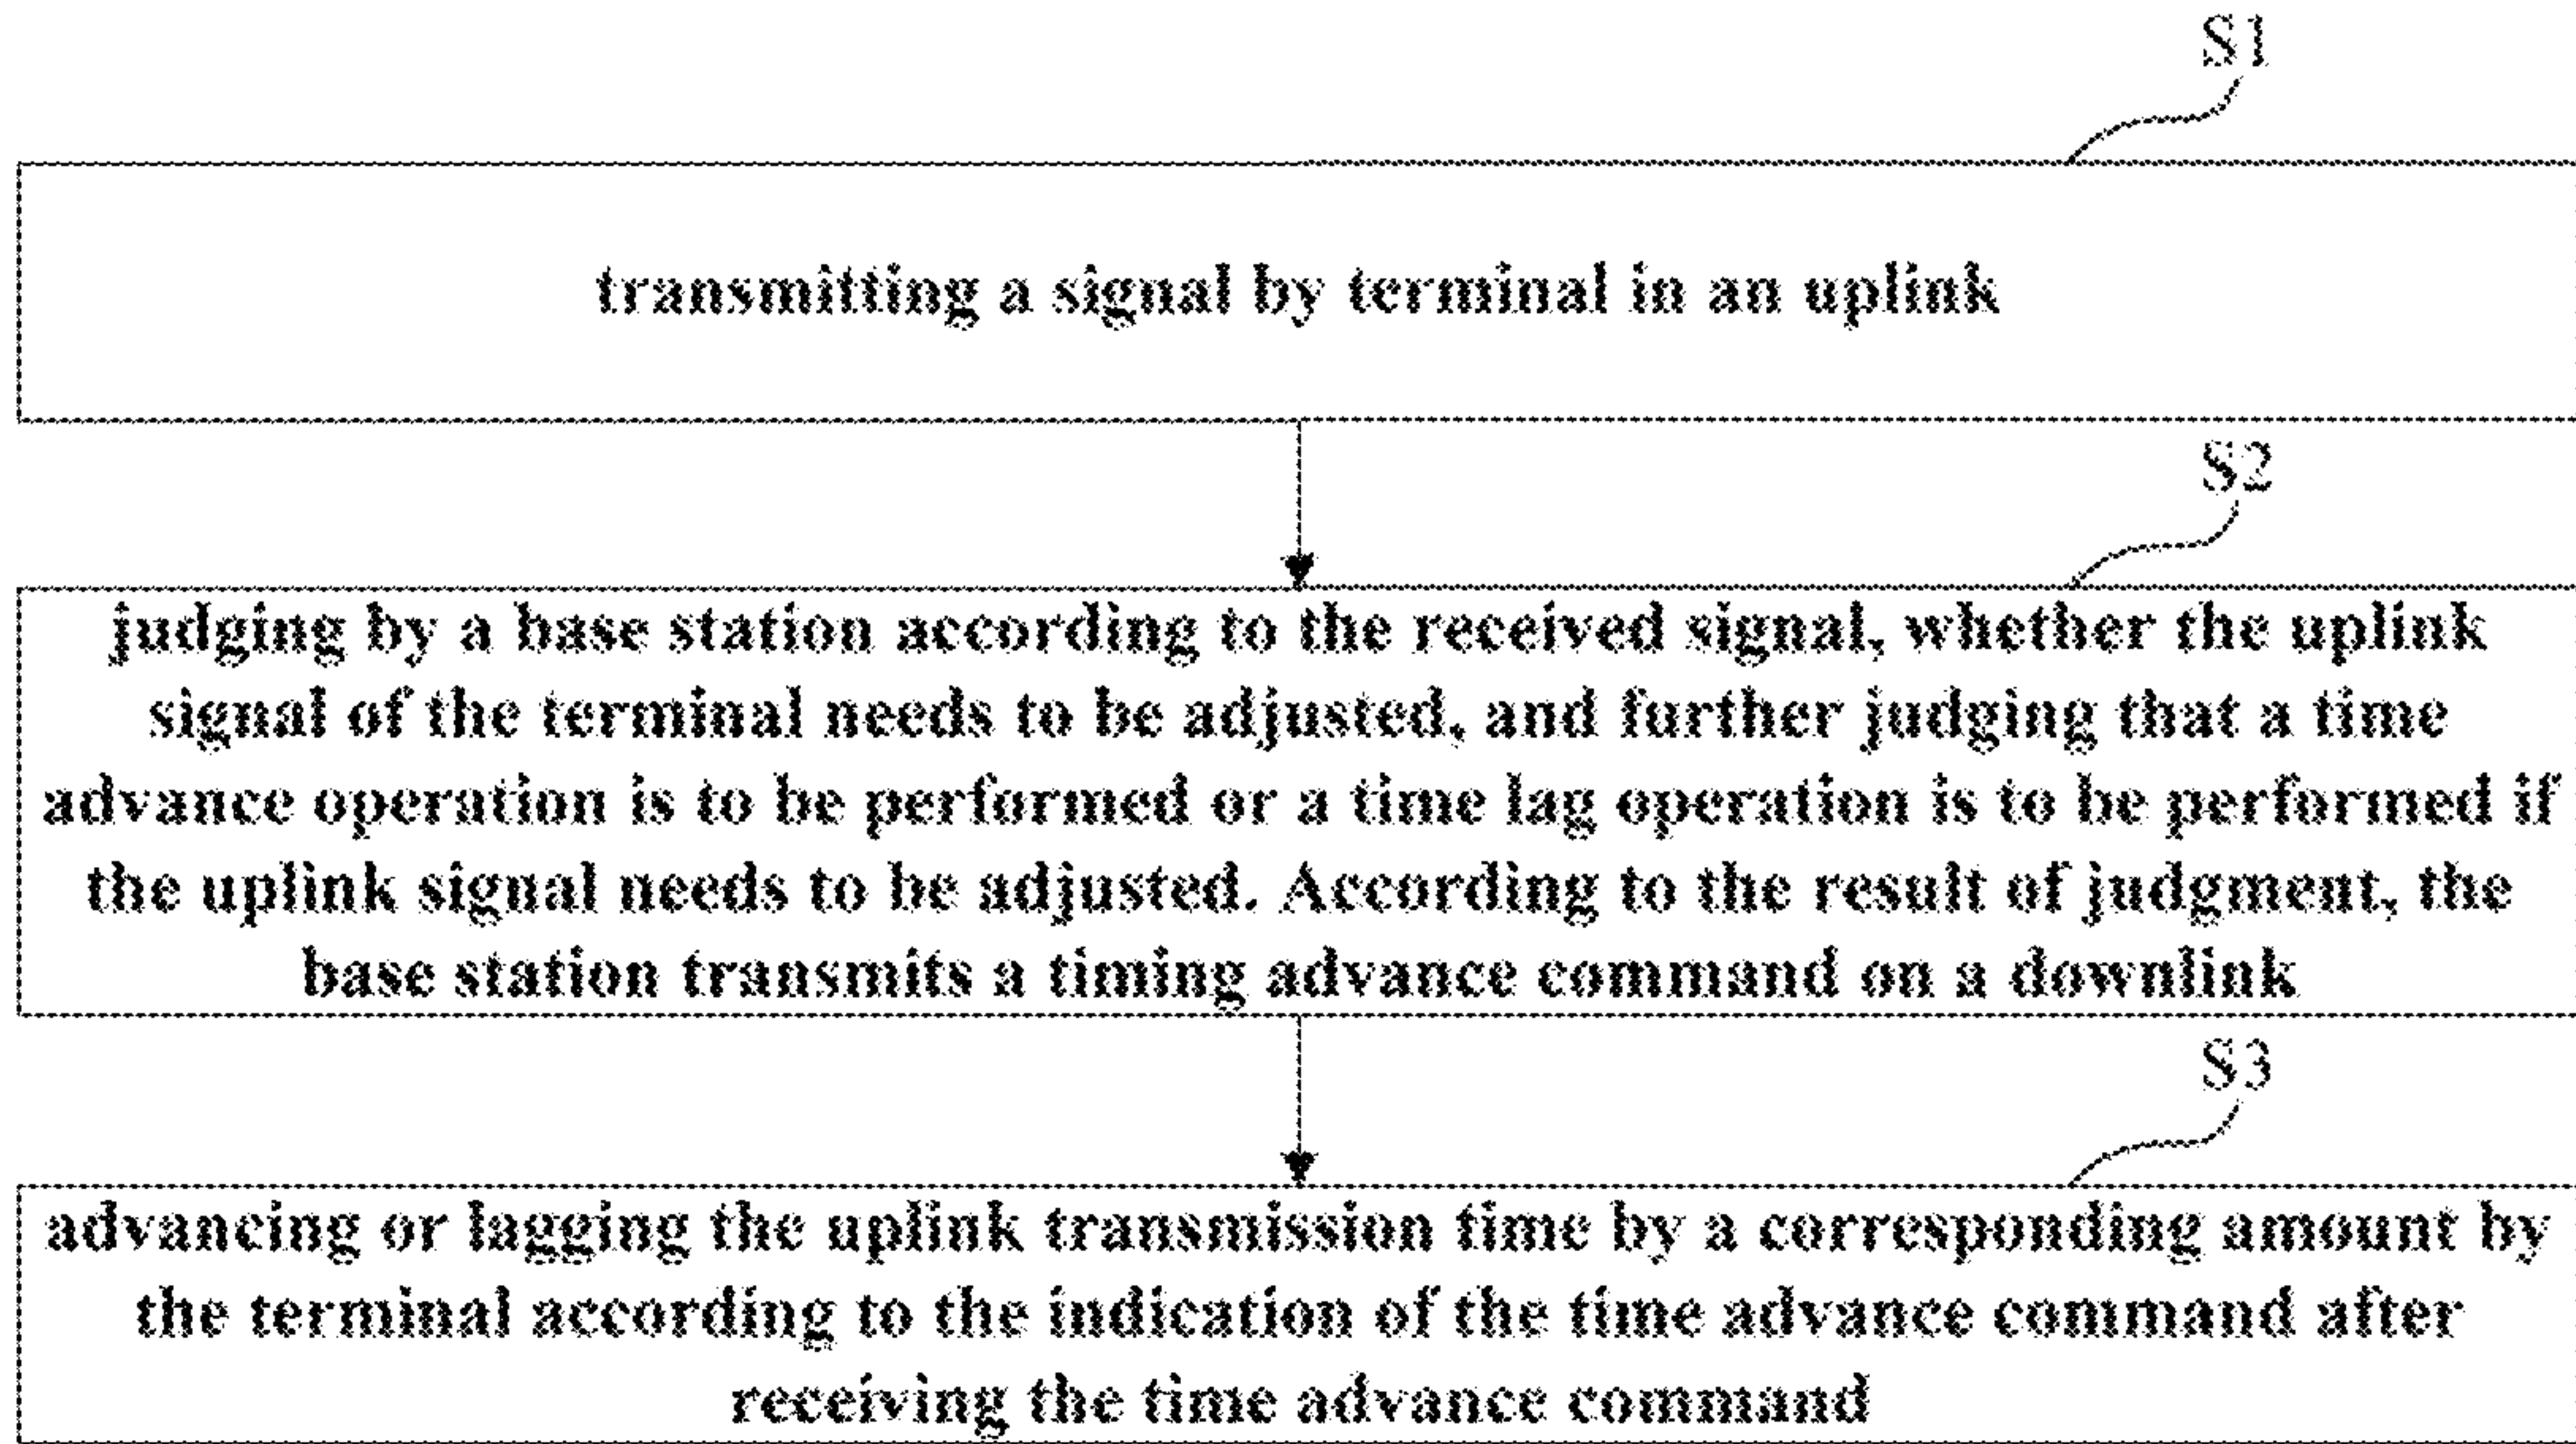 S1
transmitting a signal by terminal in an uplink
S2
judging by a base station according to the received signal, whether the uplink
signal of the terminal needs to be adjusted, and further judging that a time
advance operation is to be performed or a time lag operation is to be performed if
the uplink signal needs to be adjusted. According to the result of judgment, the
base station transmits a timing advance command on a downlink
S3
advancing or lagging the uplink transmission time by a corresponding amount by
the terminal according to the indication of the time advance command after
receiving the time advance command